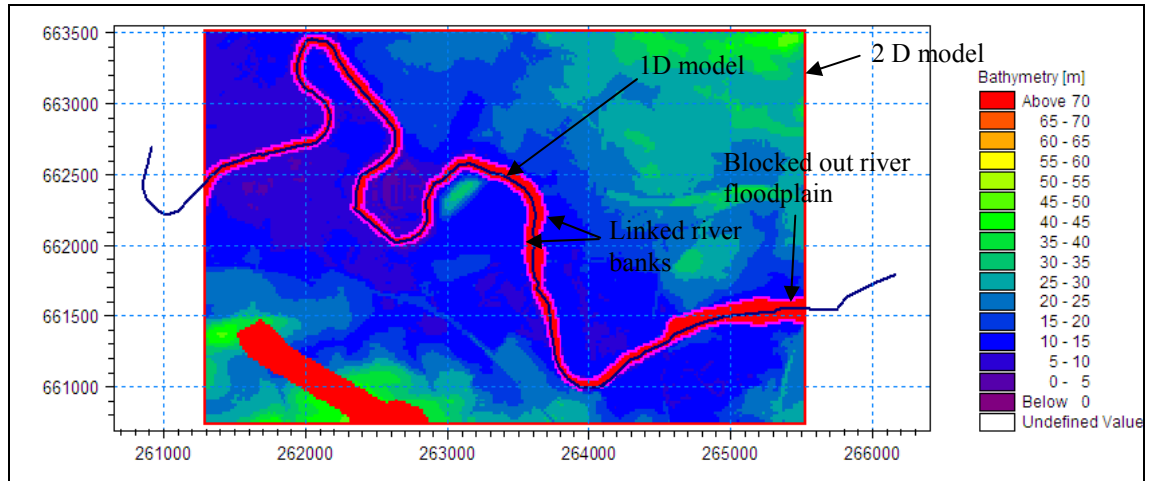 663500
663000
662500
662000
661500
661000
261000 262000 263000 264000 265000 266000
1D model
2 D model
Blocked out river
floodplain
Linked river
banks
Bathymetry [m]
Above 70
65 - 70
60 - 65
55 - 60
50 - 55
45 - 50
40 - 45
35 - 40
30 - 35
25 - 30
20 - 25
15 - 20
10 - 15
5 - 10
0 - 5
Below 0
Undefined Value